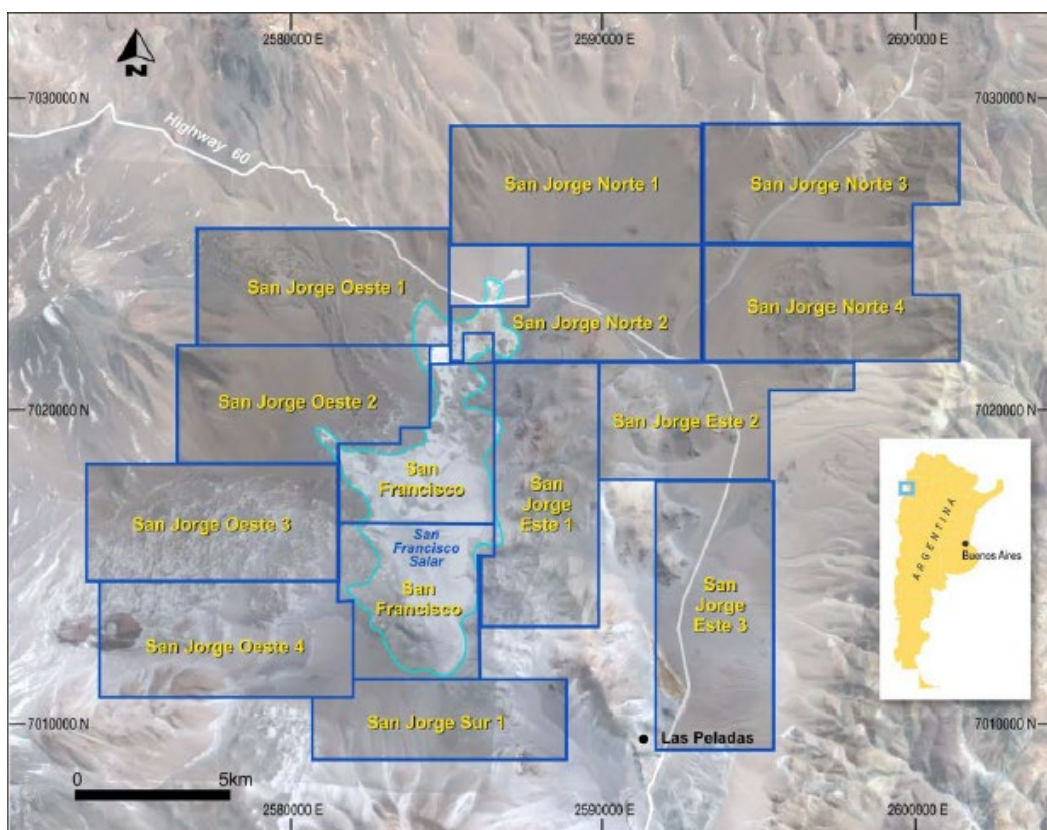 2580000 E
2590000 E
2600000 E
N
7030000 N
7030000 N
Highway 60
San Jorge Norte 1
San Jorge Norte 3
San Jorge Oeste 1
San Jorge Norte 2
San Jorge Norte 4
San Jorge Oeste 2
7020000 N
San Jorge Este 2
7020000 N
San
Francisco
San
Jorge
Este 1
San Jorge Oeste 3
San
Francisco
Salar
San
Francisco
ARGENTINA
Buenos Aires
San
Jorge
Este 3
San Jorge Oeste 4
7010000 N
San Jorge Sur 1
Las Peladas
7010000 N
0
5km
2580000 E
2590000 E
2600000 E